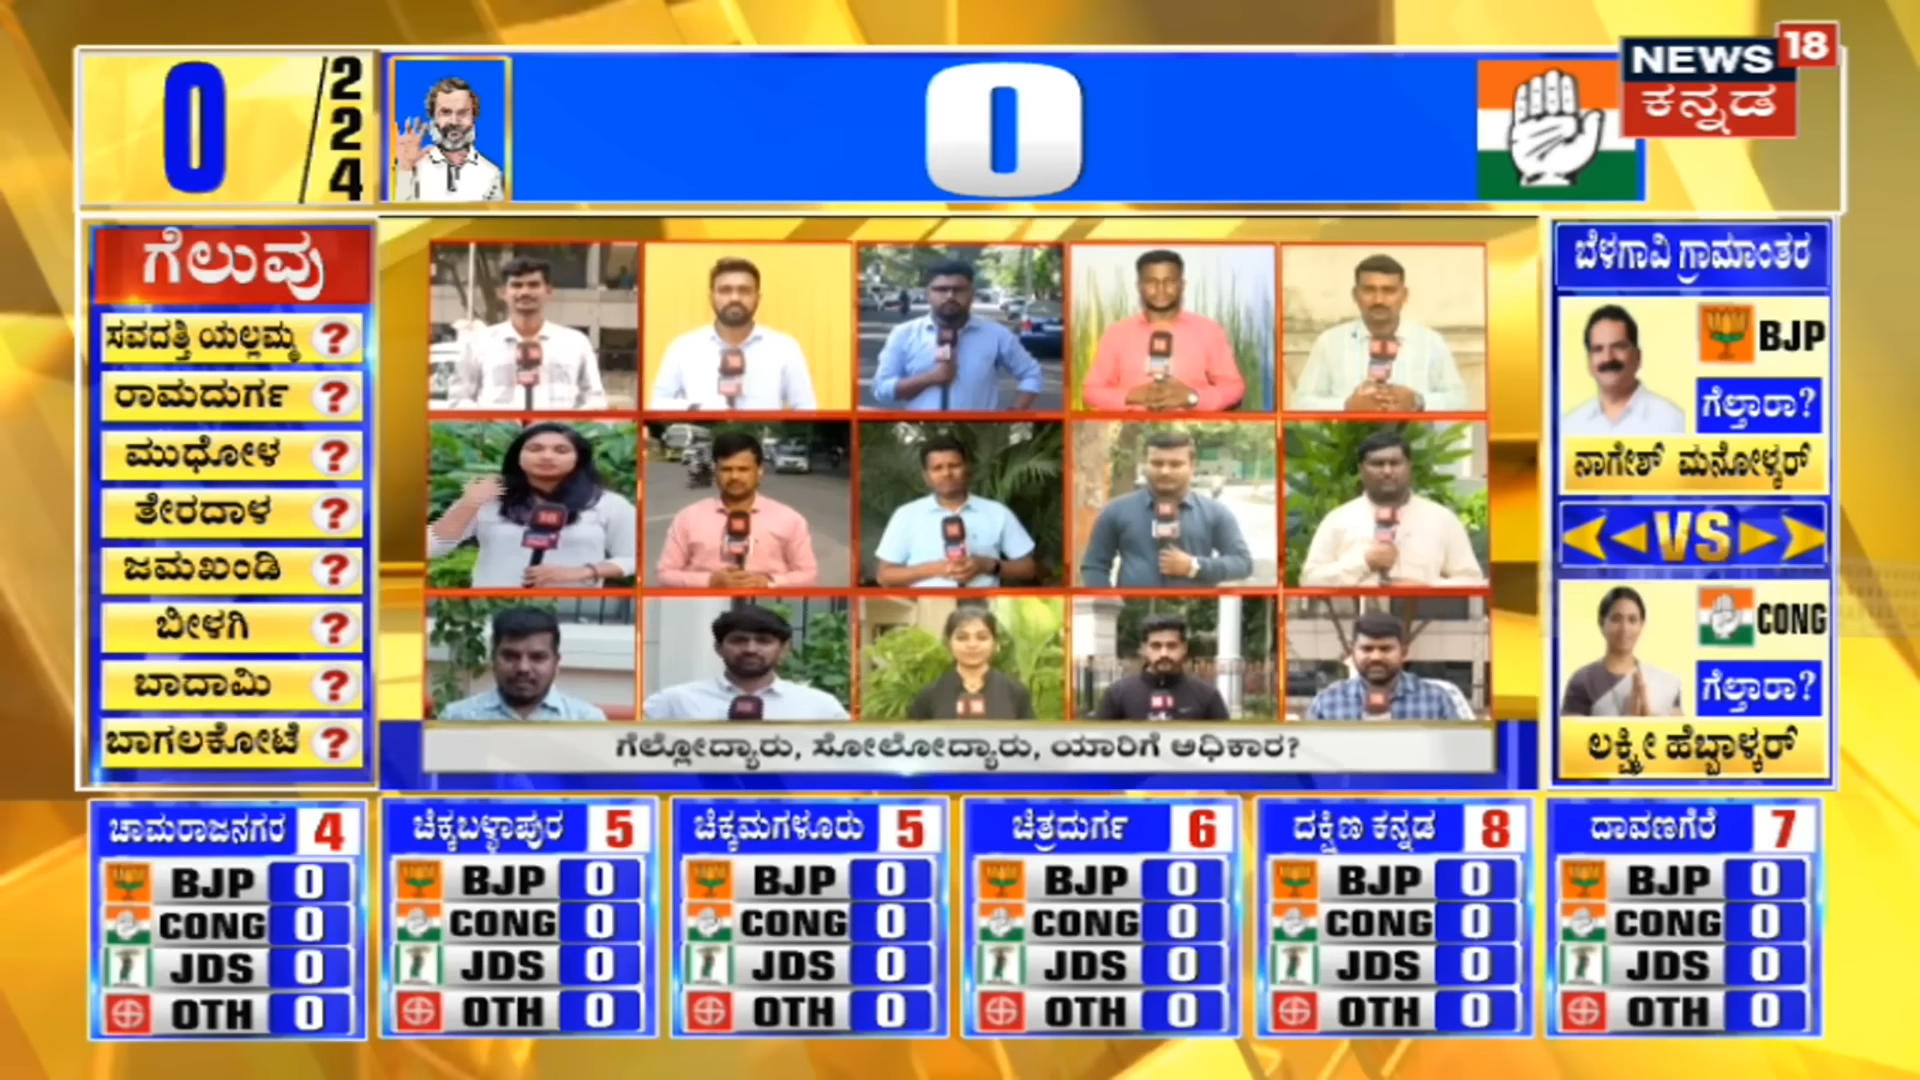 0
/224
0
NEWS 18
ಕನ್ನಡ
ಗೆಲುವು
ಸವದತ್ತಿ ಯಲ್ಲಮ್ಮ ?
ರಾಮದುರ್ಗ ?
ಮುಧೋಳ ?
ತೇರದಾಳ ?
ಜಮಖಂಡಿ ?
ಬೀಳಗಿ ?
ಬಾದಾಮಿ ?
ಬಾಗಲಕೋಟೆ ?
ಗೆಲ್ಲೋದ್ಯಾರು, ಸೋಲೋದ್ಯಾರು, ಯಾರಿಗೆ ಅಧಿಕಾರ?
ಬೆಳಗಾವಿ ಗ್ರಾಮಾಂತರ
BJP
ಗೆಲ್ತಾರಾ?
ನಾಗೇಶ್ ಮನೋಳ್ಕರ್
VS
CONG
ಗೆಲ್ತಾರಾ?
ಲಕ್ಷ್ಮೀ ಹೆಬ್ಬಾಳ್ಕರ್
ಚಾಮರಾಜನಗರ 4
BJP 0
CONG 0
JDS 0
OTH 0
ಚಿಕ್ಕಬಳ್ಳಾಪುರ 5
BJP 0
CONG 0
JDS 0
OTH 0
ಚಿಕ್ಕಮಗಳೂರು 5
BJP 0
CONG 0
JDS 0
OTH 0
ಚಿತ್ರದುರ್ಗ 6
BJP 0
CONG 0
JDS 0
OTH 0
ದಕ್ಷಿಣ ಕನ್ನಡ 8
BJP 0
CONG 0
JDS 0
OTH 0
ದಾವಣಗೆರೆ 7
BJP 0
CONG 0
JDS 0
OTH 0